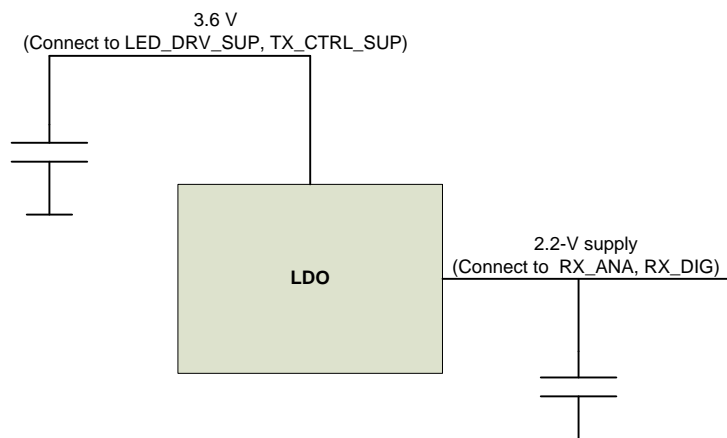 3.6 V
(Connect to LED_DRV_SUP, TX_CTRL_SUP)
LDO
2.2-V supply
(Connect to  RX_ANA, RX_DIG)